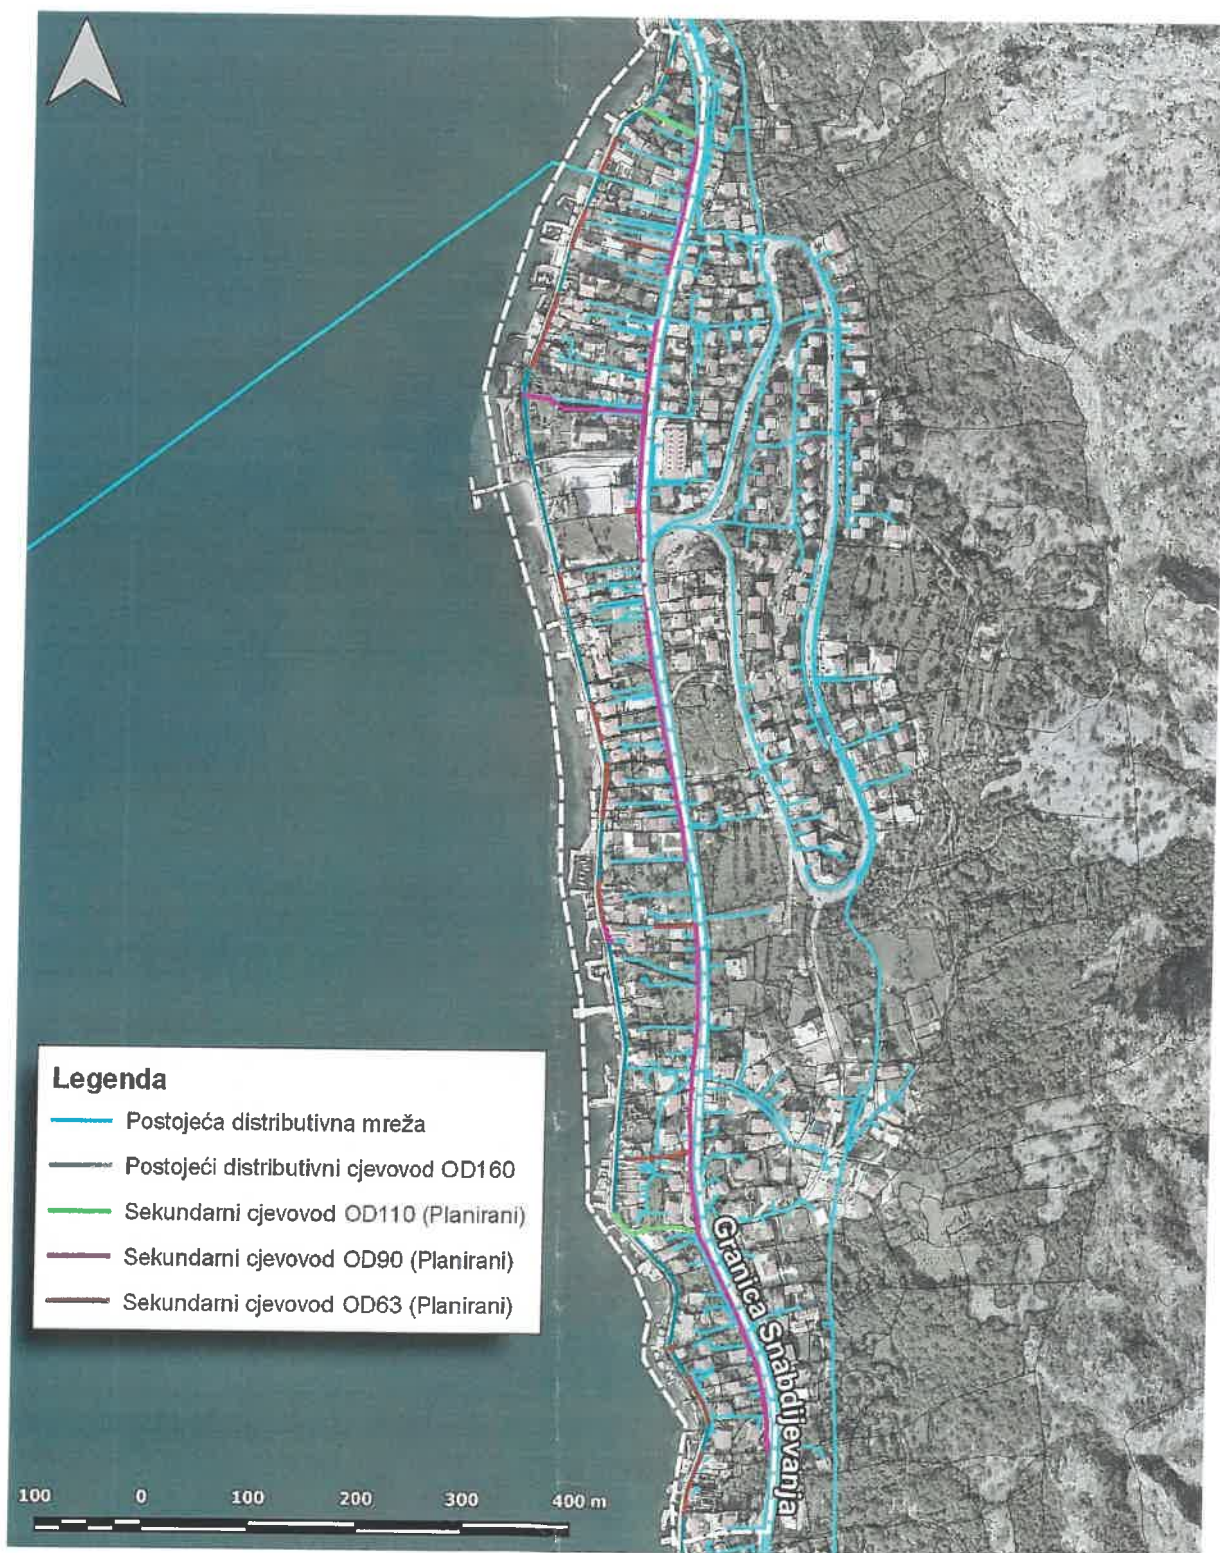 Legenda
Postojeća distributivna mreža
Postojeći distributivni cjevovod OD160
Sekundarni cjevovod OD110 (Planirani)
Sekundarni cjevovod OD90 (Planirani)
Sekundarni cjevovod OD63 (Planirani)
Granica Snabdijevanja
100 0 100 200 300 400 m